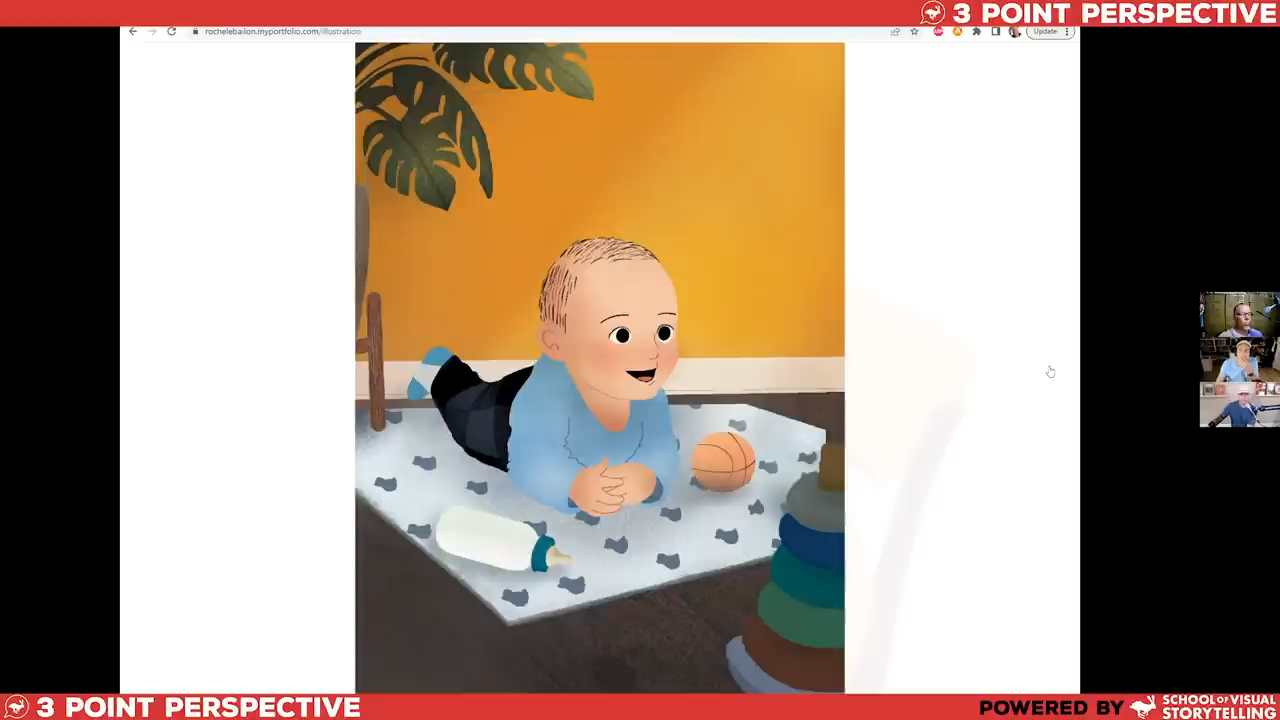 3 POINT PERSPECTIVE
rochelebailon.myportfolio.com/illustration
Update
3 POINT PERSPECTIVE
POWERED BY
SCHOOL OF VISUAL
STORYTELLING